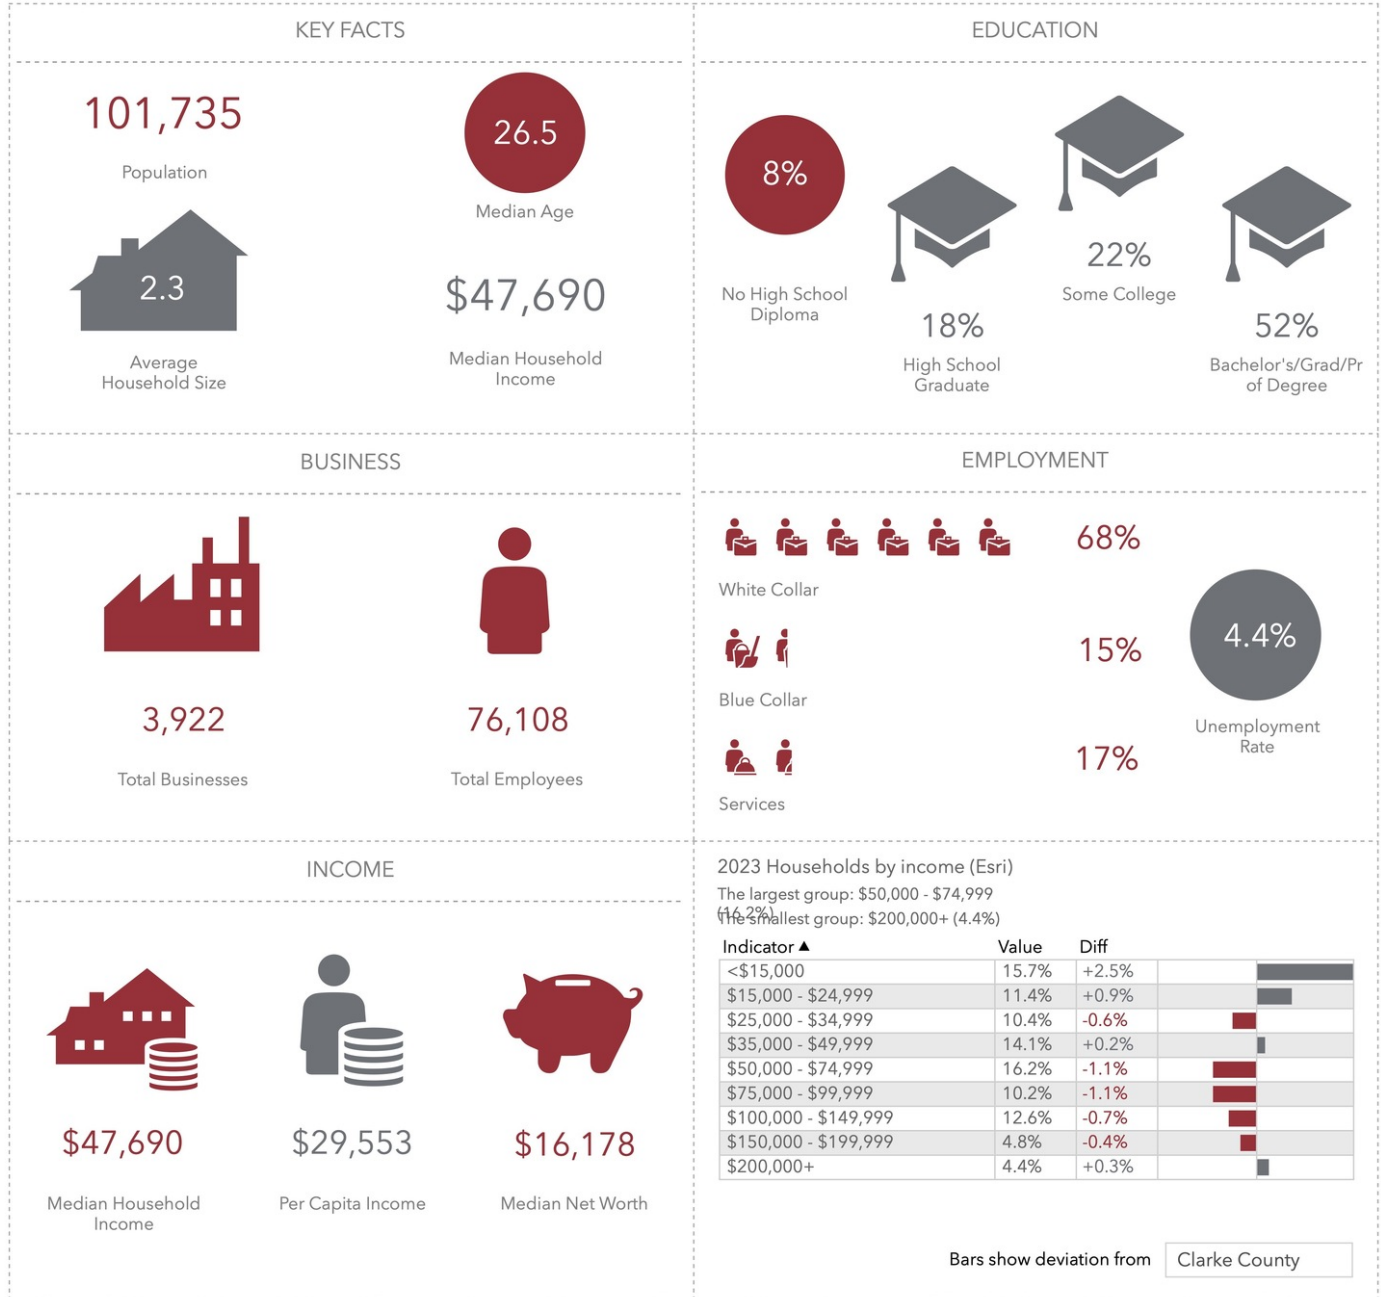 KEY FACTS
101,735
Population
26.5
Median Age
2.3
Average
Household Size
$47,690
Median Household
Income
EDUCATION
8%
No High School
Diploma
18%
High School
Graduate
22%
Some College
52%
Bachelor's/Grad/Pr
of Degree
BUSINESS
3,922
Total Businesses
76,108
Total Employees
EMPLOYMENT
68%
White Collar
15%
Blue Collar
17%
Services
4.4%
Unemployment
Rate
INCOME
$47,690
Median Household
Income
$29,553
Per Capita Income
$16,178
Median Net Worth
2023 Households by income (Esri)
The largest group: $50,000 - $74,999
(16.2%)
The smallest group: $200,000+ (4.4%)
Indicator ▲ Value Diff
<$15,000 15.7% +2.5%
$15,000 - $24,999 11.4% +0.9%
$25,000 - $34,999 10.4% -0.6%
$35,000 - $49,999 14.1% +0.2%
$50,000 - $74,999 16.2% -1.1%
$75,000 - $99,999 10.2% -1.1%
$100,000 - $149,999 12.6% -0.7%
$150,000 - $199,999 4.8% -0.4%
$200,000+ 4.4% +0.3%
Bars show deviation from Clarke County